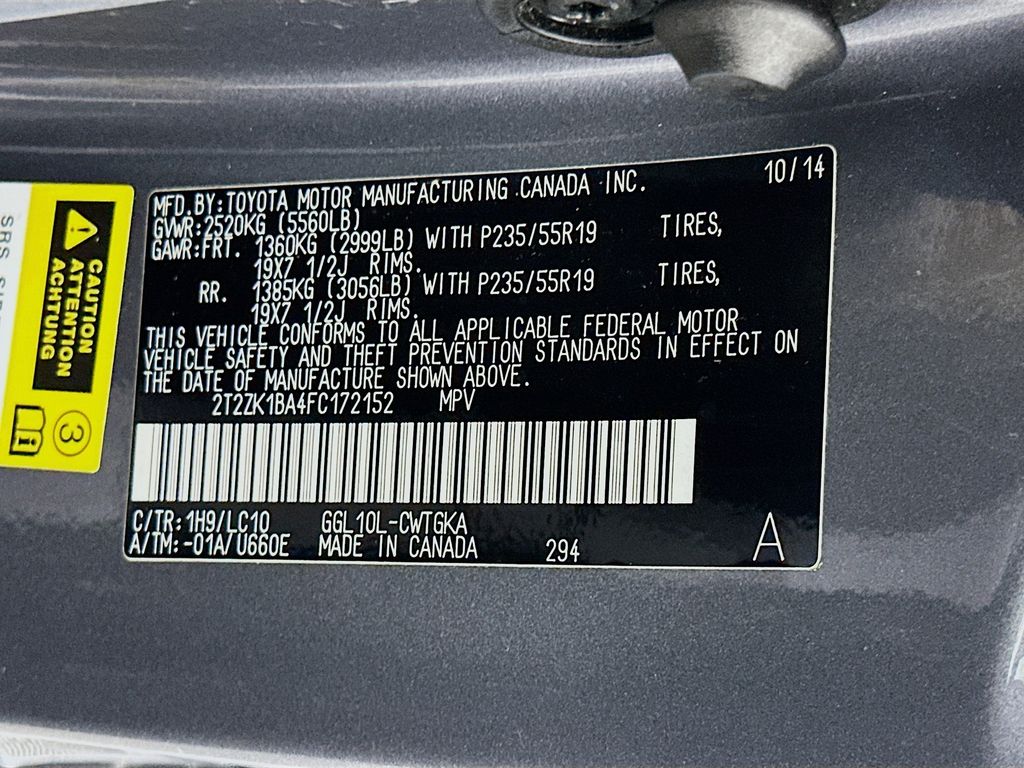 MFD.BY:TOYOTA MOTOR MANUFACTURING CANADA INC. 10/14
GVWR:2520KG (5560LB)
GAWR:FRT. 1360KG (2999LB) WITH P235/55R19 TIRES,
19X7 1/2J RIMS.
RR. 1385KG (3056LB) WITH P235/55R19 TIRES,
19X7 1/2J RIMS.
THIS VEHICLE CONFORMS TO ALL APPLICABLE FEDERAL MOTOR
VEHICLE SAFETY AND THEFT PREVENTION STANDARDS IN EFFECT ON
THE DATE OF MANUFACTURE SHOWN ABOVE.
2T2ZK1BA4FC172152 MPV
C/TR:1H9/LC10 GGL10L-CWTGKA
A/TM:-01A/U660E MADE IN CANADA 294 A
CAUTION
ATTENTION
ACHTUNG
3
i
SRS